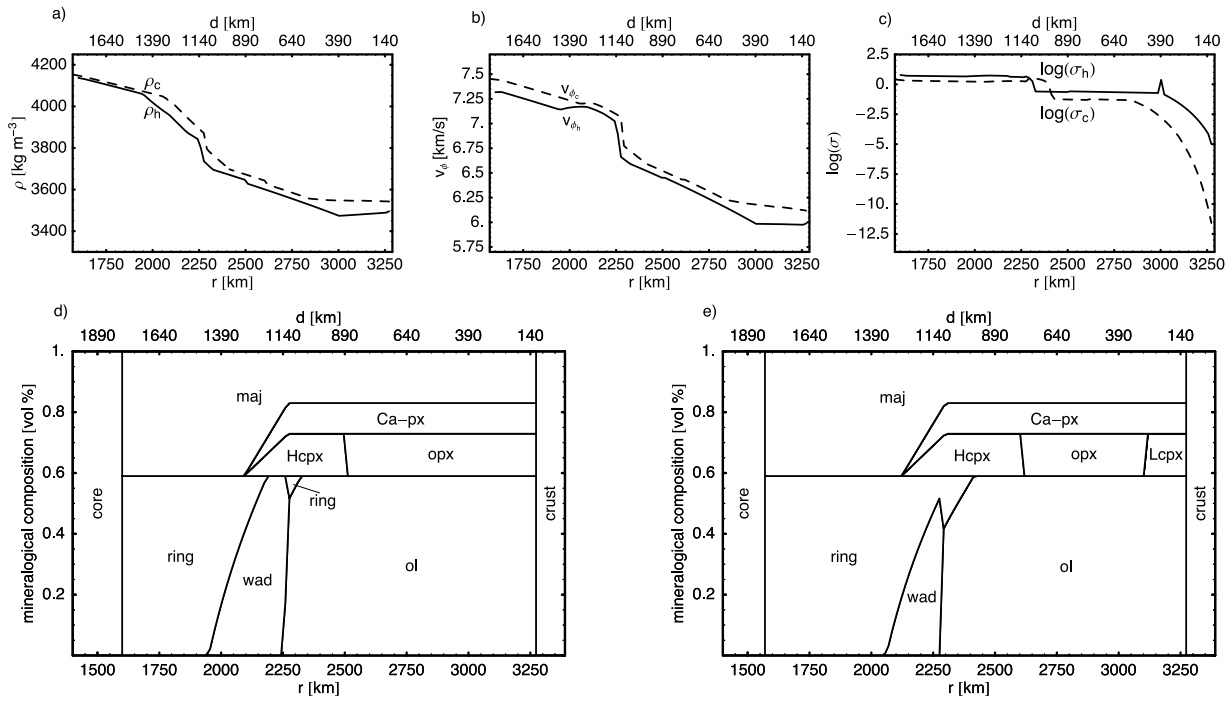 a)
d [km]
1640 1390 1140 890 640 390 140
4200
4000
3800
3600
3400
ρ [kg m−3]
ρc
ρh
1750 2000 2250 2500 2750 3000 3250
r [km]
b)
d [km]
1640 1390 1140 890 640 390 140
7.5
7.25
7.
6.75
6.5
6.25
6.
5.75
vϕ [km/s]
vϕc
vϕh
1750 2000 2250 2500 2750 3000 3250
r [km]
c)
d [km]
1640 1390 1140 890 640 390 140
2.5
0.
−2.5
−5.
−7.5
−10.
−12.5
log(σ)
log(σh)
log(σc)
1750 2000 2250 2500 2750 3000 3250
r [km]
d)
d [km]
1890 1640 1390 1140 890 640 390 140
1.
0.8
0.6
0.4
0.2
mineralogical composition [vol %]
core
maj
Ca−px
Hcpx
opx
ring
ring
wad
ol
crust
1400 1700 2000 2250 2500 2750 3000 3250
r [km]
e)
d [km]
1890 1640 1390 1140 890 640 390 140
1.
0.8
0.6
0.4
0.2
mineralogical composition [vol %]
core
maj
Ca−px
Hcpx
opx
Lcpx
ring
wad
ol
crust
1400 1700 2000 2250 2500 2750 3000 3250
r [km]